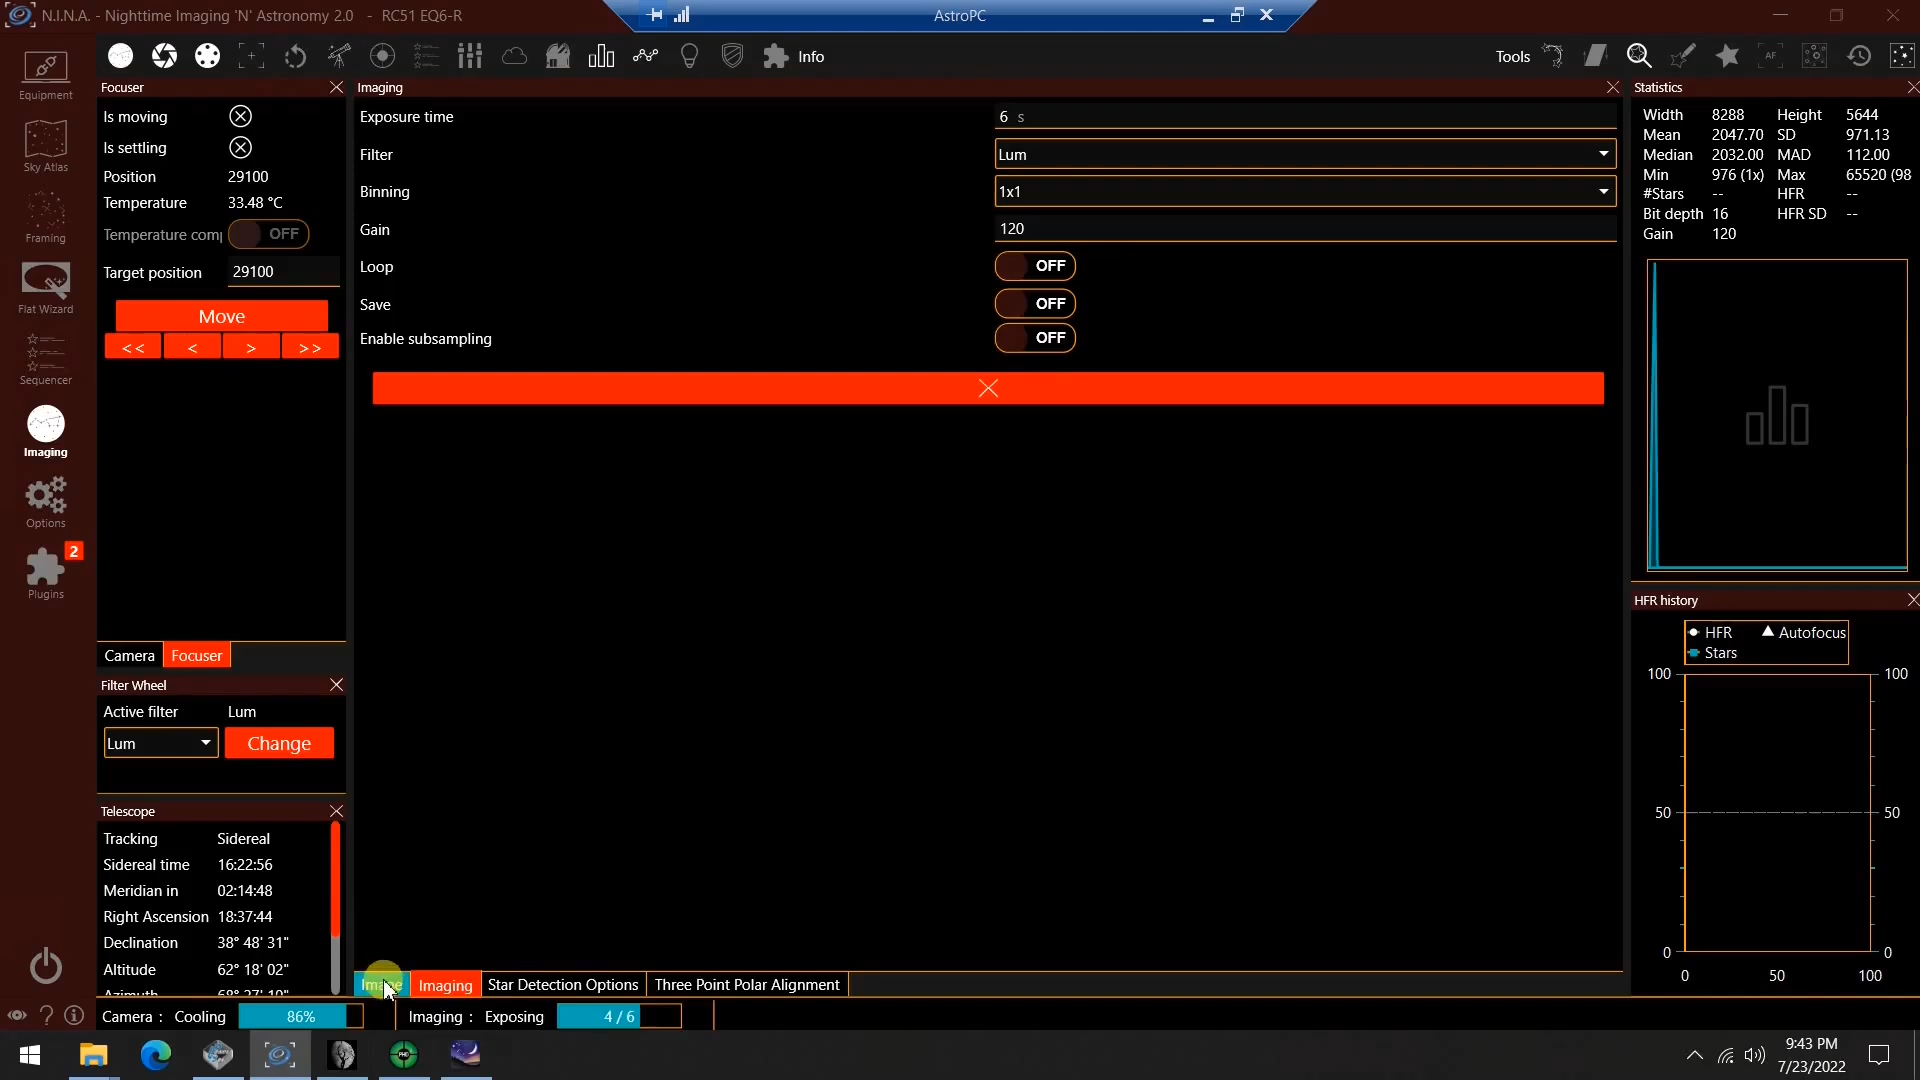 N.I.N.A. - Nighttime Imaging 'N' Astronomy 2.0 - RC51 EQ6-R
AstroPC
Info
Tools
Equipment
Sky Atlas
Framing
Flat Wizard
Sequencer
Imaging
Options
2
Plugins
Focuser
Is moving
Is settling
Position 29100
Temperature 33.48 °C
Temperature comp OFF
Target position 29100
Move
<< < > >>
Camera Focuser
Filter Wheel
Active filter Lum
Lum Change
Telescope
Tracking Sidereal
Sidereal time 16:22:56
Meridian in 02:14:48
Right Ascension 18:37:44
Declination 38° 48' 31"
Altitude 62° 18' 02"
Imaging
Exposure time 6 s
Filter Lum
Binning 1x1
Gain 120
Loop OFF
Save OFF
Enable subsampling OFF
Image Imaging Star Detection Options Three Point Polar Alignment
Statistics
Width 8288 Height 5644
Mean 2047.70 SD 971.13
Median 2032.00 MAD 112.00
Min 976 (1x) Max 65520 (98
#Stars -- HFR --
Bit depth 16 HFR SD --
Gain 120
HFR history
HFR Autofocus
Stars
100 100
50 50
0 0
0 50 100
Camera : Cooling 86% Imaging : Exposing 4 / 6
9:43 PM
7/23/2022